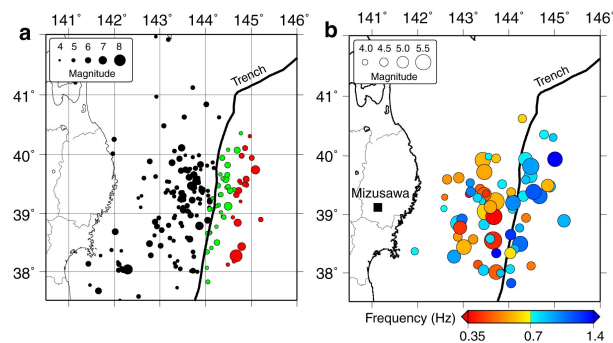 a
141˚ 142˚ 143˚ 144˚ 145˚ 146˚
4 5 6 7 8
Magnitude
Trench
41˚
40˚
39˚
38˚
b
141˚ 142˚ 143˚ 144˚ 145˚ 146˚
4.0 4.5 5.0 5.5
Magnitude
Trench
41˚
40˚
Mizusawa
39˚
38˚
Frequency (Hz)
0.35 0.7 1.4